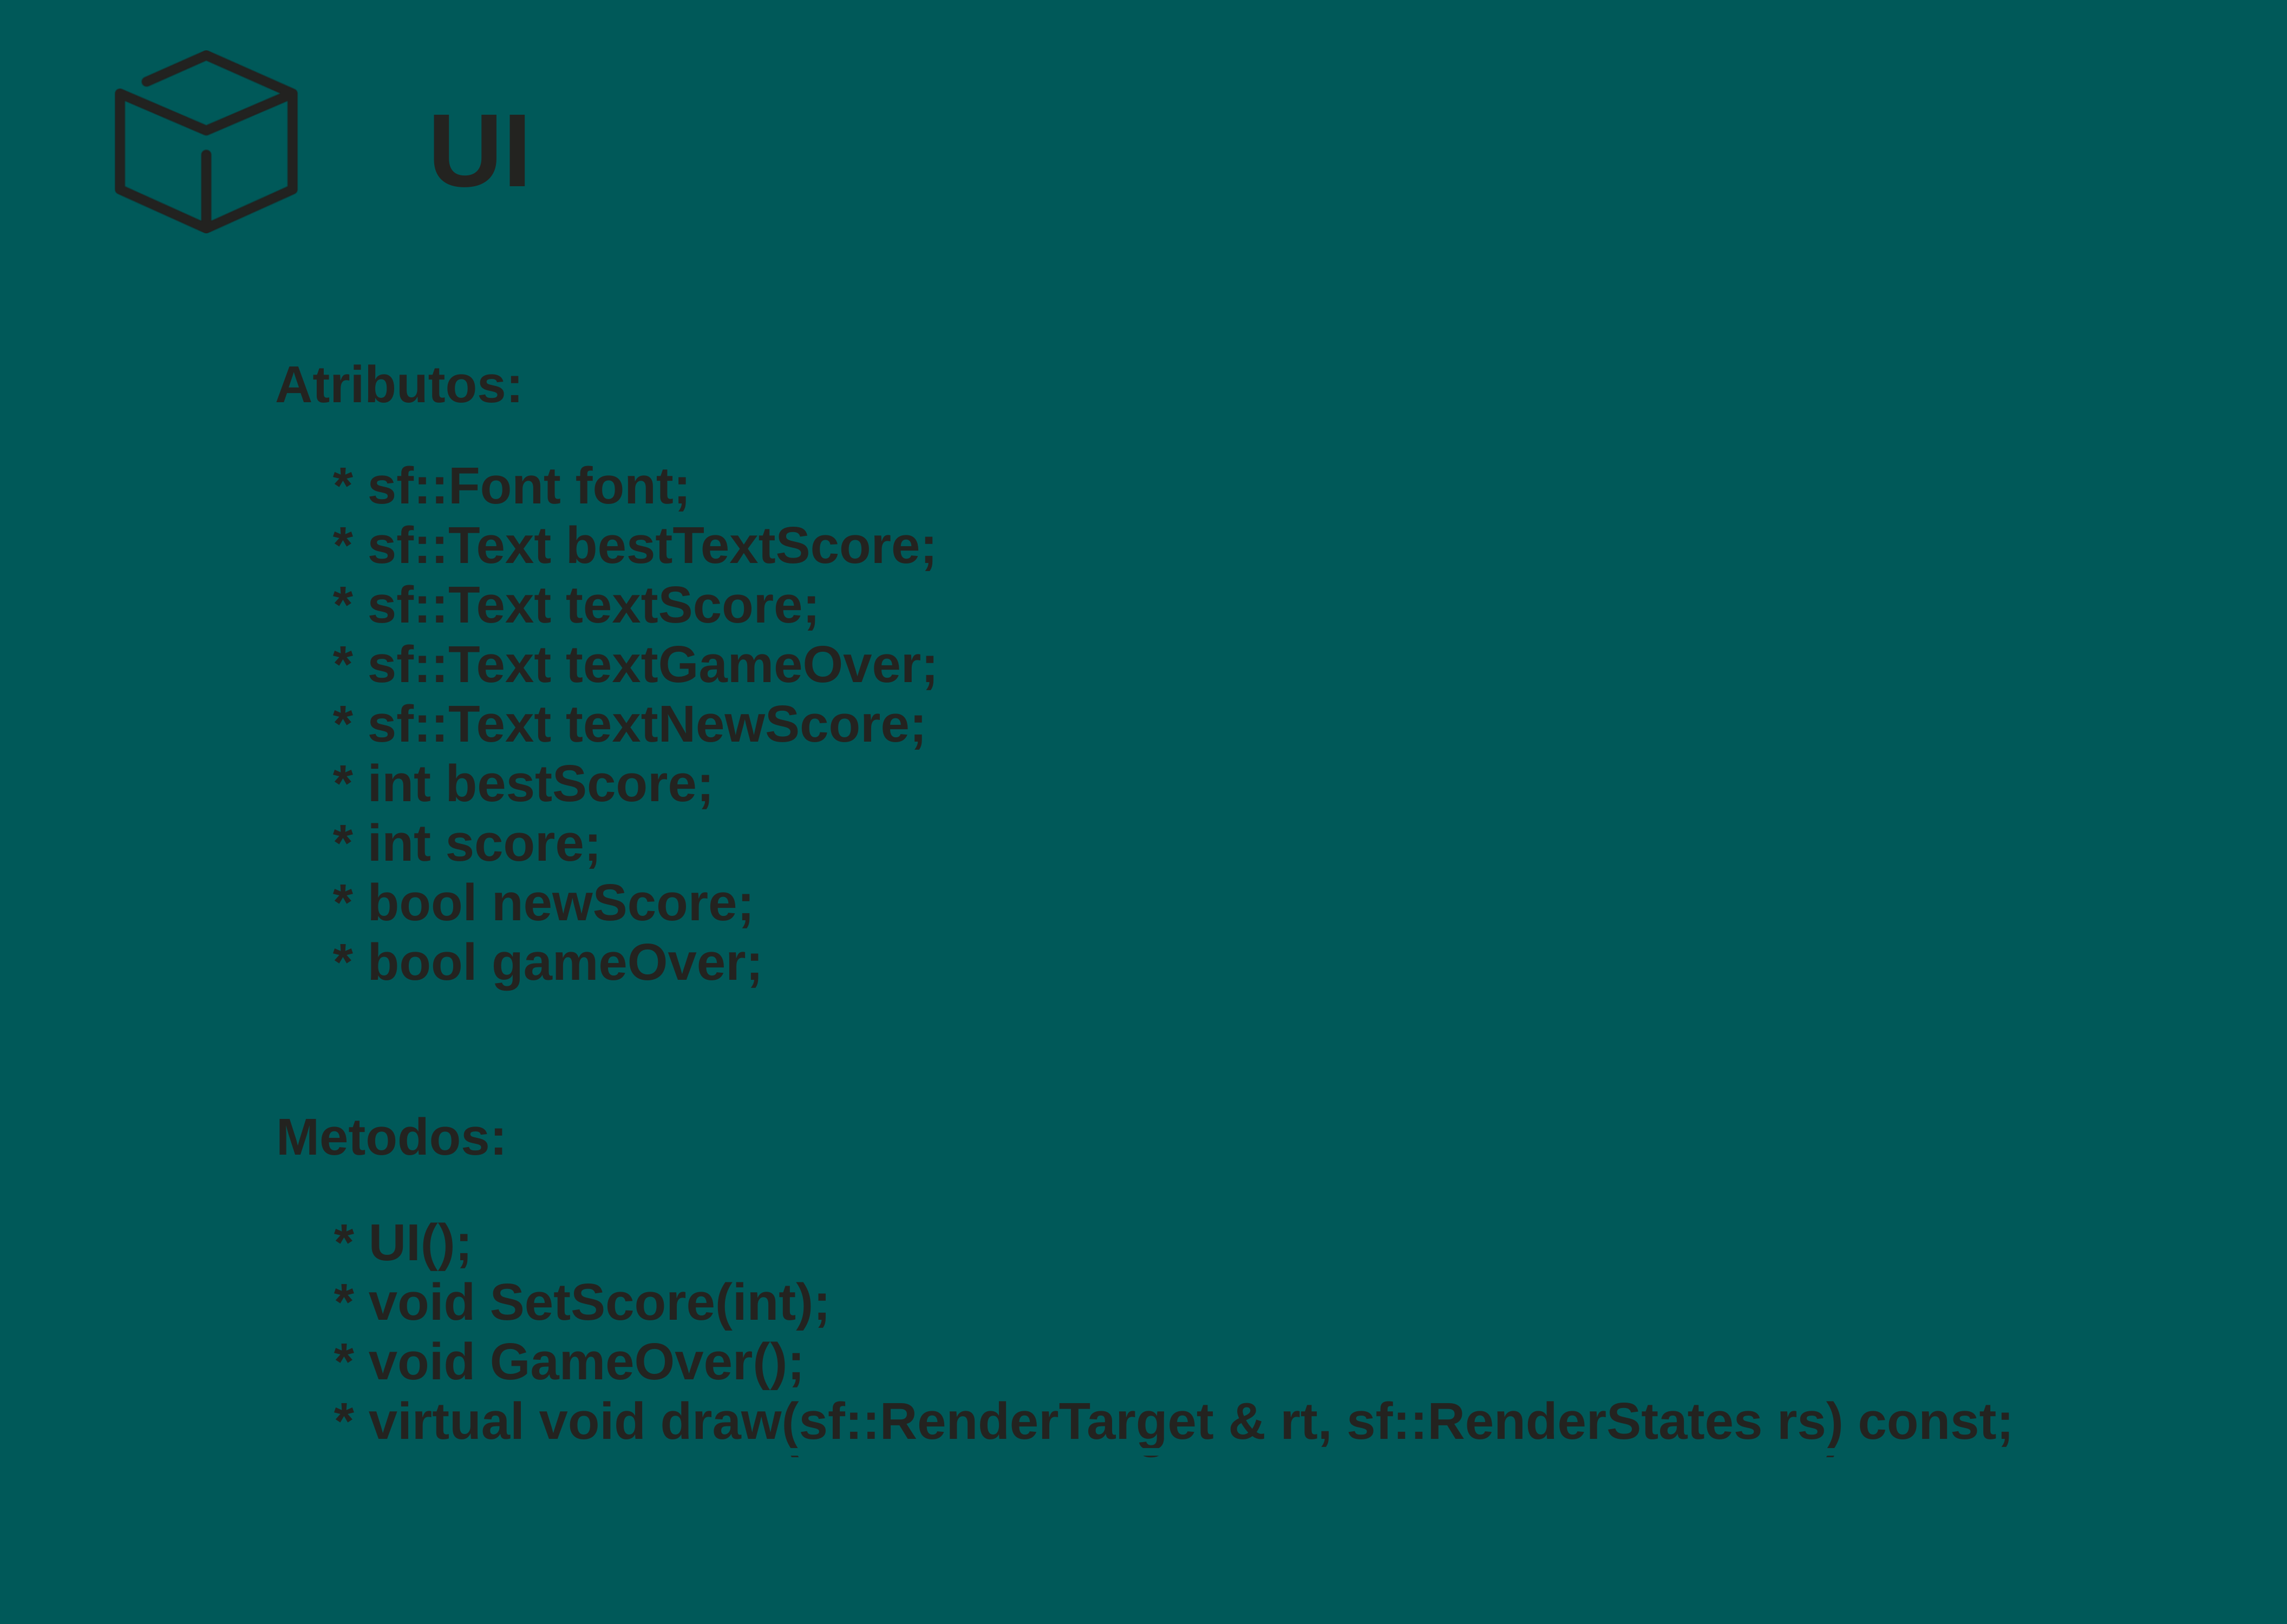 UI
Atributos:
* sf::Font font;
* sf::Text bestTextScore;
* sf::Text textScore;
* sf::Text textGameOver;
* sf::Text textNewScore;
* int bestScore;
* int score;
* bool newScore;
* bool gameOver;
Metodos:
* UI();
* void SetScore(int);
* void GameOver();
* virtual void draw(sf::RenderTarget & rt, sf::RenderStates rs) const;